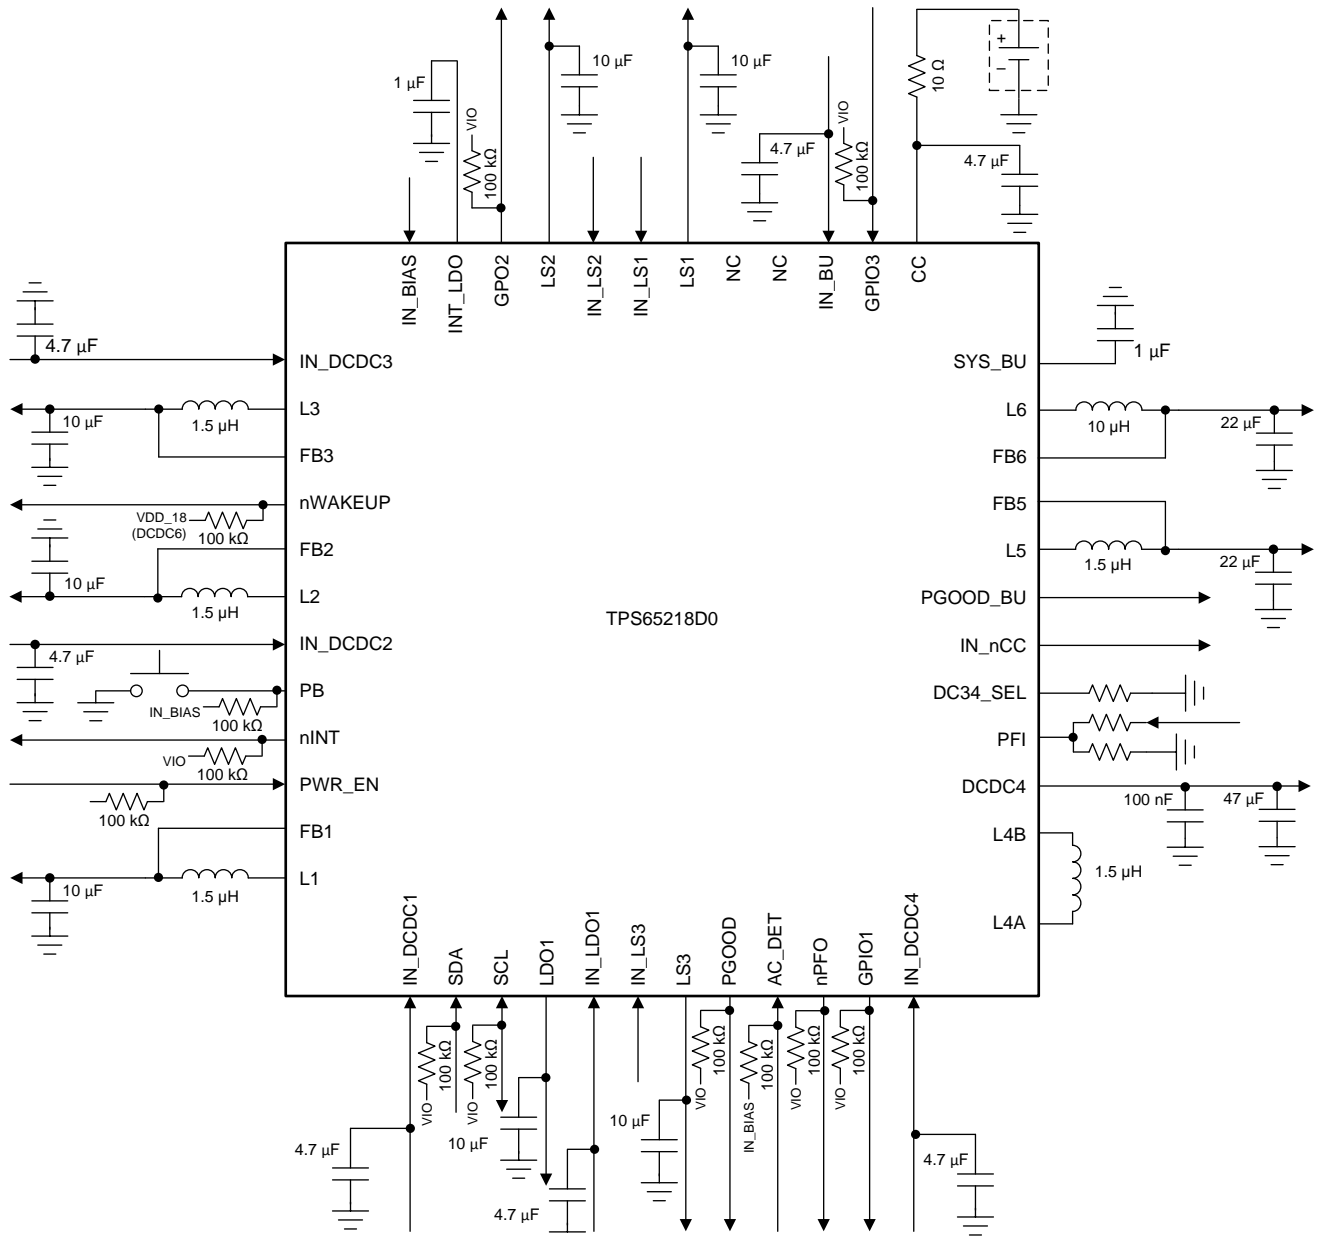 1 µF
VIO
100 kΩ
10 µF
10 µF
4.7 µF
VIO
100 kΩ
10 Ω
+
−
4.7 µF
IN_BIAS
INT_LDO
GPO2
LS2
IN_LS2
IN_LS1
LS1
NC
NC
IN_BU
GPIO3
CC
4.7 µF
IN_DCDC3
10 µF
1.5 µH
L3
FB3
nWAKEUP
VDD_18
(DCDC6)
100 kΩ
FB2
10 µF
1.5 µH
L2
4.7 µF
IN_DCDC2
PB
IN_BIAS
100 kΩ
nINT
VIO
100 kΩ
PWR_EN
100 kΩ
FB1
10 µF
1.5 µH
L1
TPS65218D0
SYS_BU
1 µF
L6
10 µH
22 µF
FB6
FB5
L5
1.5 µH
22 µF
PGOOD_BU
IN_nCC
DC34_SEL
PFI
DCDC4
100 nF
47 µF
L4B
1.5 µH
L4A
IN_DCDC1
SDA
SCL
LDO1
IN_LDO1
IN_LS3
LS3
PGOOD
AC_DET
nPFO
GPIO1
IN_DCDC4
4.7 µF
VIO
100 kΩ
VIO
100 kΩ
10 µF
4.7 µF
10 µF
VIO
100 kΩ
IN_BIAS
100 kΩ
VIO
100 kΩ
VIO
100 kΩ
4.7 µF